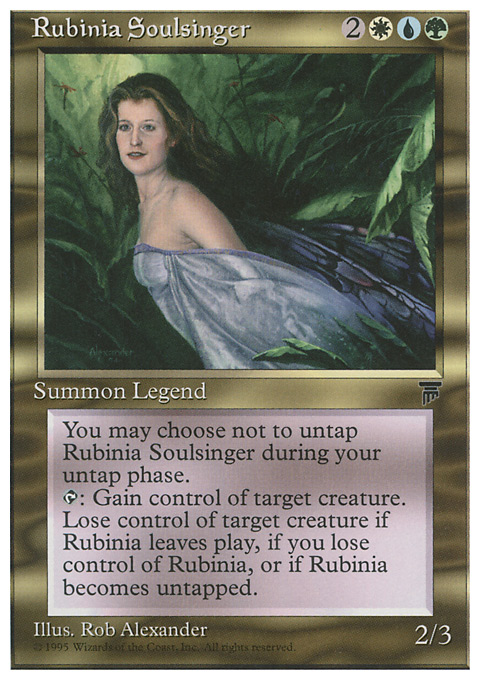 Rubinia Soulsinger 2
Alexander
Summon Legend
You may choose not to untap
Rubinia Soulsinger during your
untap phase.
: Gain control of target creature.
Lose control of target creature if
Rubinia leaves play, if you lose
control of Rubinia, or if Rubinia
becomes untapped.
Illus. Rob Alexander
© 1995 Wizards of the Coast, Inc. All rights reserved.
2/3